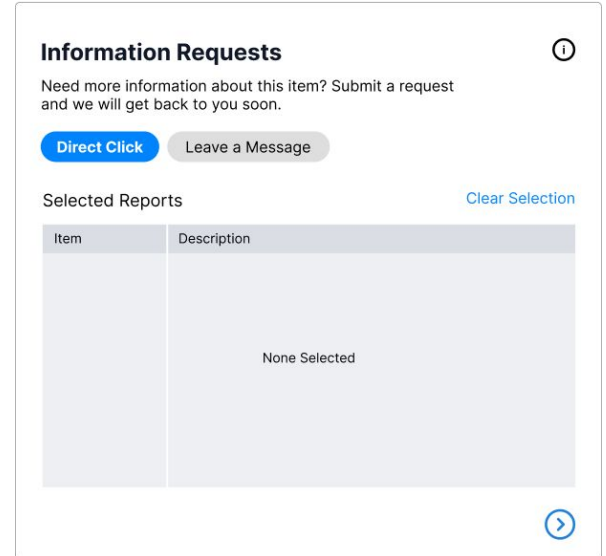 Information Requests
Need more information about this item? Submit a request
and we will get back to you soon.
Direct Click
Leave a Message
Selected Reports
Clear Selection
Item
Description
None Selected